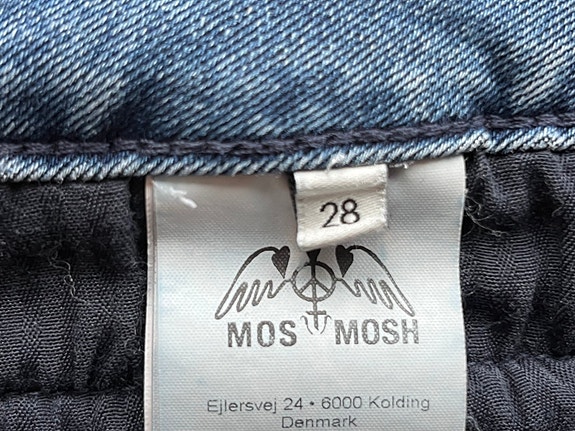 28
MOS MOSH
Ejlersvej 24 • 6000 Kolding
Denmark